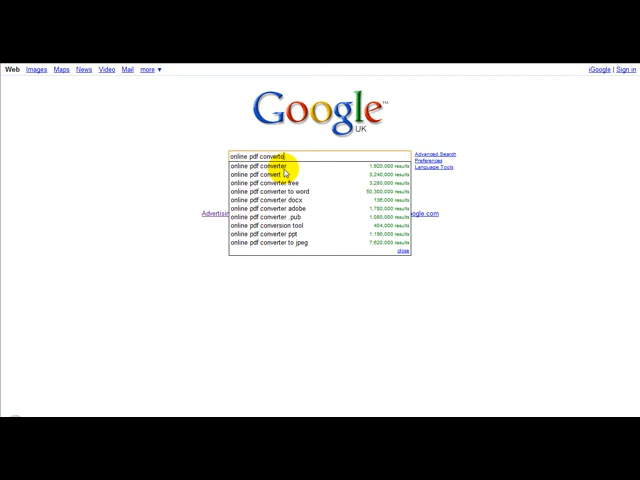 Web Images Maps News Video Mail more ▼ iGoogle | Sign in
Google™
UK
online pdf converto
Advanced Search
Preferences
Language Tools
online pdf converter 1,920,000 results
online pdf convert 3,240,000 results
online pdf converter free 3,280,000 results
online pdf converter to word 50,300,000 results
online pdf converter docx 136,000 results
online pdf converter adobe 1,760,000 results
online pdf converter .pub 1,080,000 results
online pdf conversion tool 404,000 results
online pdf converter ppt 1,190,000 results
online pdf converter to jpeg 7,620,000 results
close
Advertisin ogle.com